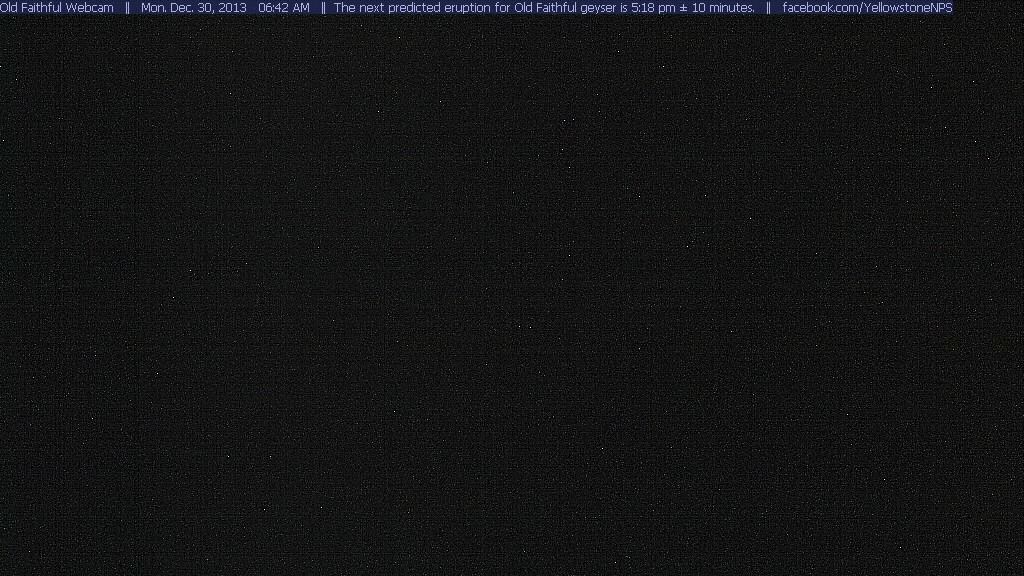 Old Faithful Webcam || Mon. Dec. 30, 2013 06:42 AM || The next predicted eruption for Old Faithful geyser is 5:18 pm ± 10 minutes. || facebook.com/YellowstoneNPS